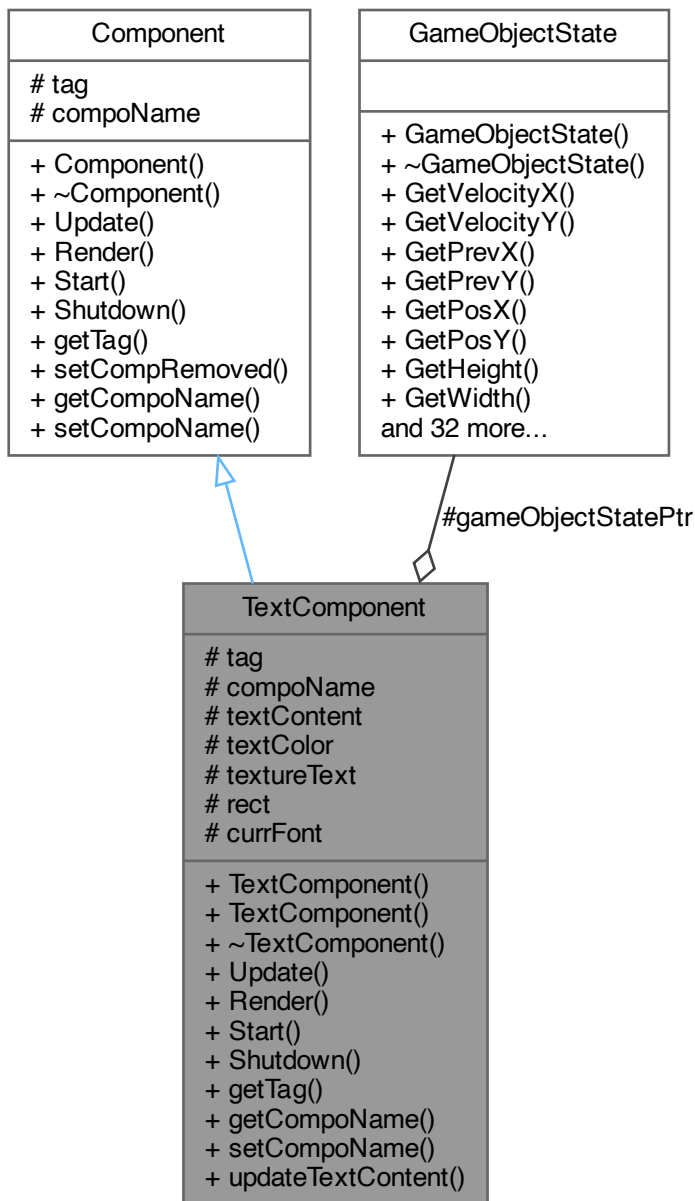 Component
# tag
# compoName
+ Component()
+ ~Component()
+ Update()
+ Render()
+ Start()
+ Shutdown()
+ getTag()
+ setCompRemoved()
+ getCompoName()
+ setCompoName()
GameObjectState
+ GameObjectState()
+ ~GameObjectState()
+ GetVelocityX()
+ GetVelocityY()
+ GetPrevX()
+ GetPrevY()
+ GetPosX()
+ GetPosY()
+ GetHeight()
+ GetWidth()
and 32 more...
#gameObjectStatePtr
TextComponent
# tag
# compoName
# textContent
# textColor
# textureText
# rect
# currFont
+ TextComponent()
+ TextComponent()
+ ~TextComponent()
+ Update()
+ Render()
+ Start()
+ Shutdown()
+ getTag()
+ getCompoName()
+ setCompoName()
+ updateTextContent()